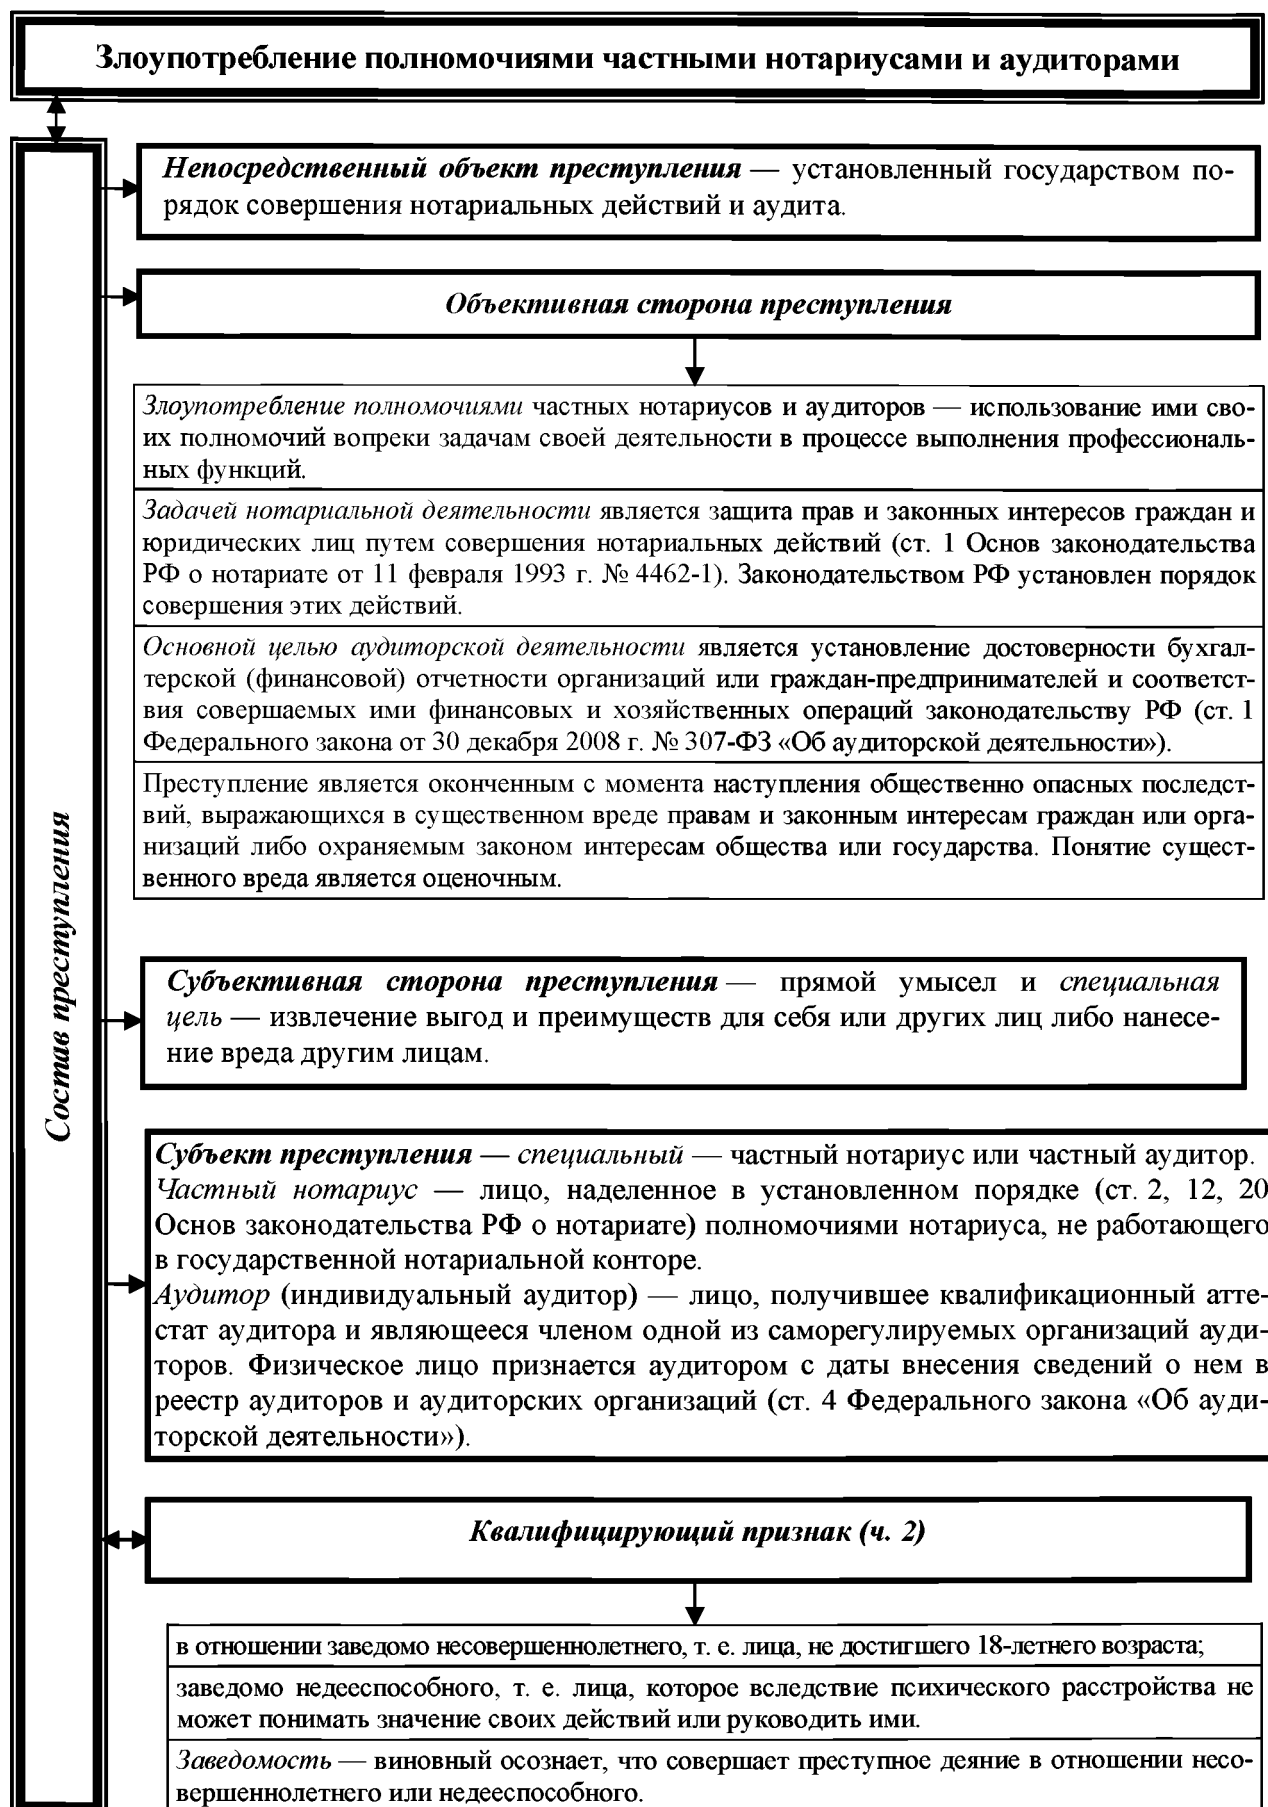 Злоупотребление полномочиями частными нотариусами и аудиторами
Состав преступления
Непосредственный объект преступления — установленный государством по-
рядок совершения нотариальных действий и аудита.
Объективная сторона преступления
Злоупотребление полномочиями частных нотариусов и аудиторов — использование ими сво-
их полномочий вопреки задачам своей деятельности в процессе выполнения профессиональ-
ных функций.
Задачей нотариальной деятельности является защита прав и законных интересов граждан и
юридических лиц путем совершения нотариальных действий (ст. 1 Основ законодательства
РФ о нотариате от 11 февраля 1993 г. № 4462-1). Законодательством РФ установлен порядок
совершения этих действий.
Основной целью аудиторской деятельности является установление достоверности бухгал-
терской (финансовой) отчетности организаций или граждан-предпринимателей и соответст-
вия совершаемых ими финансовых и хозяйственных операций законодательству РФ (ст. 1
Федерального закона от 30 декабря 2008 г. № 307-ФЗ «Об аудиторской деятельности»).
Преступление является оконченным с момента наступления общественно опасных последст-
вий, выражающихся в существенном вреде правам и законным интересам граждан или орга-
низаций либо охраняемым законом интересам общества или государства. Понятие сущест-
венного вреда является оценочным.
Субъективная сторона преступления — прямой умысел и специальная
цель — извлечение выгод и преимуществ для себя или других лиц либо нанесе-
ние вреда другим лицам.
Субъект преступления — специальный — частный нотариус или частный аудитор.
Частный нотариус — лицо, наделенное в установленном порядке (ст. 2, 12, 20
Основ законодательства РФ о нотариате) полномочиями нотариуса, не работающего
в государственной нотариальной конторе.
Аудитор (индивидуальный аудитор) — лицо, получившее квалификационный атте-
стат аудитора и являющееся членом одной из саморегулируемых организаций ауди-
торов. Физическое лицо признается аудитором с даты внесения сведений о нем в
реестр аудиторов и аудиторских организаций (ст. 4 Федерального закона «Об ауди-
торской деятельности»).
Квалифицирующий признак (ч. 2)
в отношении заведомо несовершеннолетнего, т. е. лица, не достигшего 18-летнего возраста;
заведомо недееспособного, т. е. лица, которое вследствие психического расстройства не
может понимать значение своих действий или руководить ими.
Заведомость — виновный осознает, что совершает преступное деяние в отношении несо-
вершеннолетнего или недееспособного.